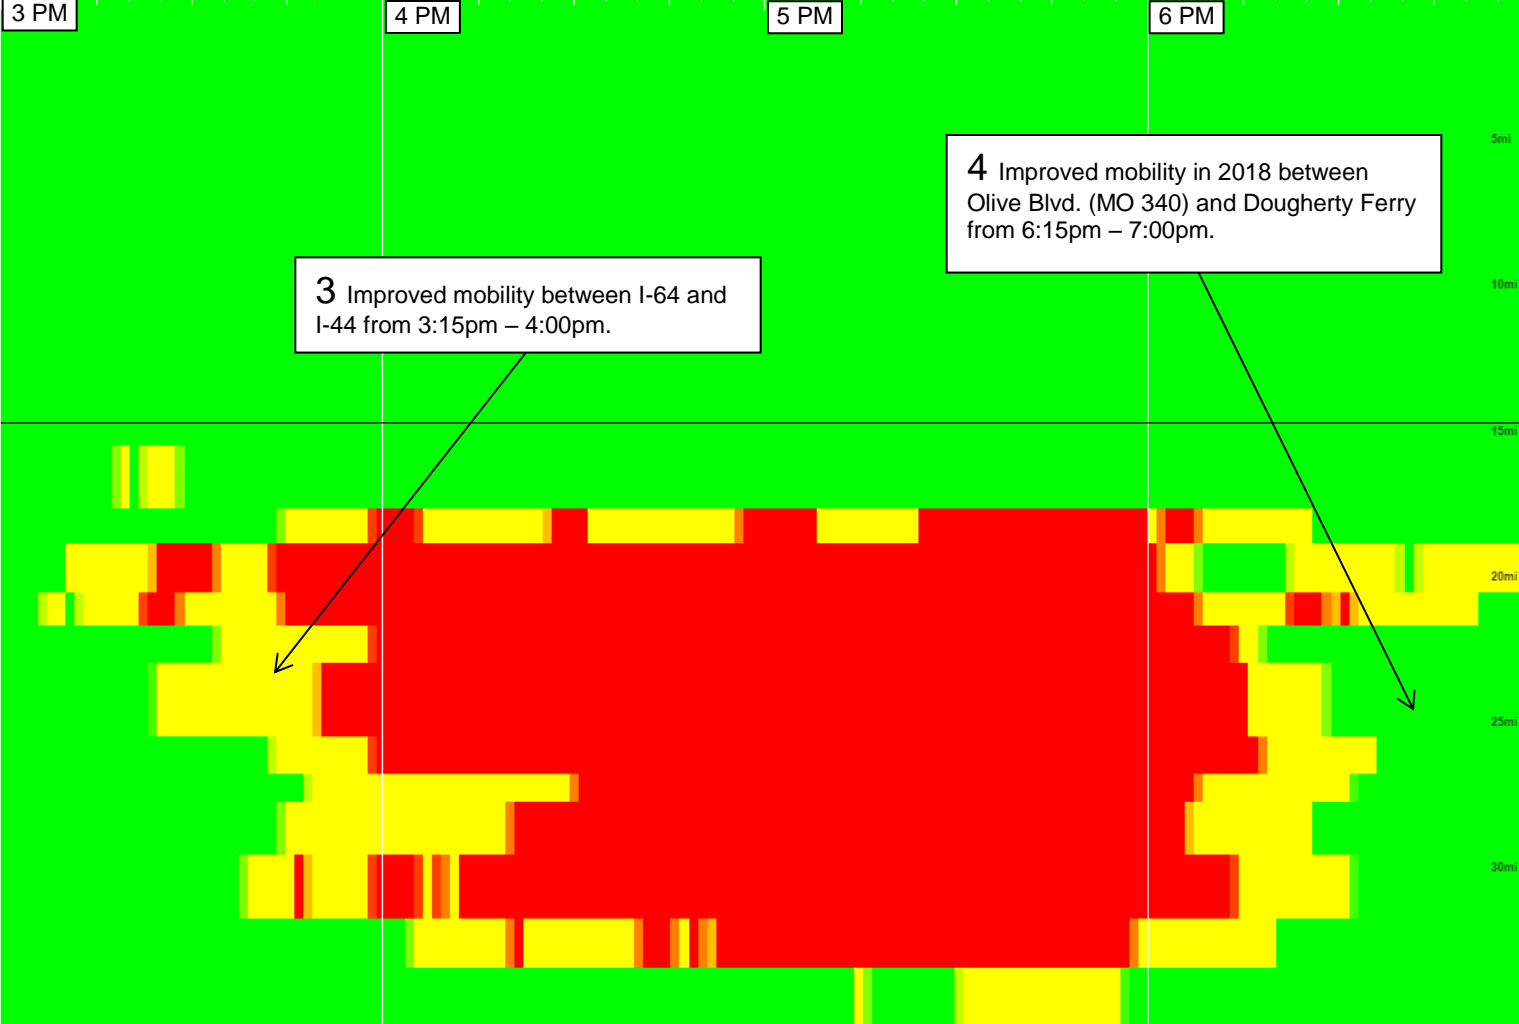 3 PM
4 PM
5 PM
6 PM
5mi
4 Improved mobility in 2018 between
Olive Blvd. (MO 340) and Dougherty Ferry
from 6:15pm – 7:00pm.
10mi
3 Improved mobility between I-64 and
I-44 from 3:15pm – 4:00pm.
15mi
20mi
25mi
30mi